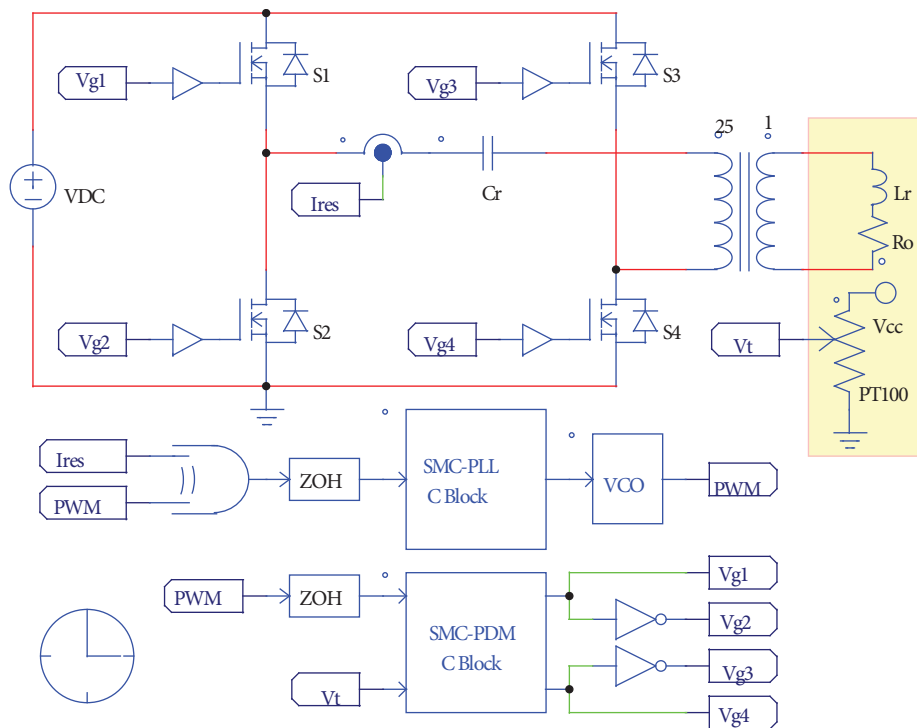 Vg1
S1
Vg3
S3
VDC
Ires
Cr
25
1
Lr
Ro
Vg2
S2
Vg4
S4
Vt
Vcc
PT100
Ires
PWM
ZOH
SMC-PLL
C Block
VCO
PWM
PWM
ZOH
Vt
SMC-PDM
C Block
Vg1
Vg2
Vg3
Vg4